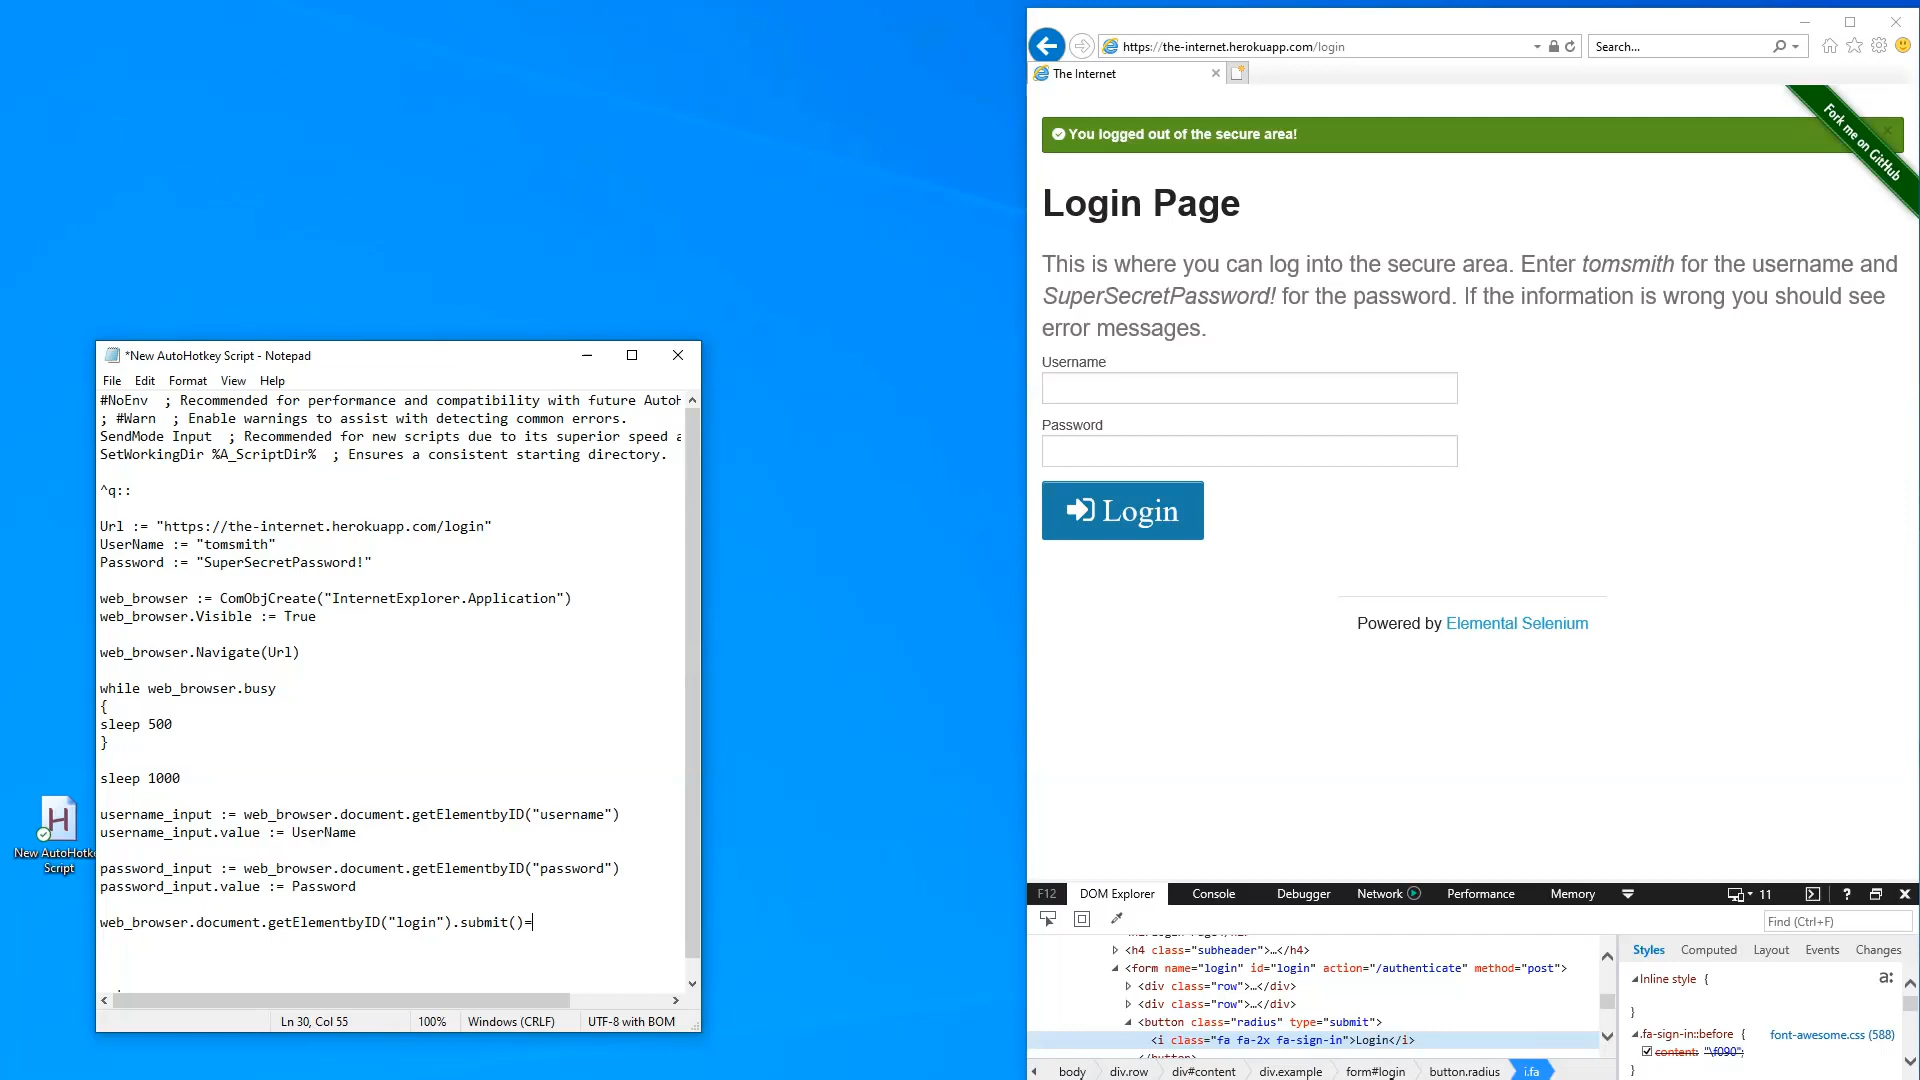 *New AutoHotkey Script - Notepad
File Edit Format View Help
#NoEnv  ; Recommended for performance and compatibility with future AutoH
; #Warn  ; Enable warnings to assist with detecting common errors.
SendMode Input  ; Recommended for new scripts due to its superior speed a
SetWorkingDir %A_ScriptDir%  ; Ensures a consistent starting directory.
^q::
Url := "https://the-internet.herokuapp.com/login"
UserName := "tomsmith"
Password := "SuperSecretPassword!"
web_browser := ComObjCreate("InternetExplorer.Application")
web_browser.Visible := True
web_browser.Navigate(Url)
while web_browser.busy
{
sleep 500
}
sleep 1000
username_input := web_browser.document.getElementbyID("username")
username_input.value := UserName
password_input := web_browser.document.getElementbyID("password")
password_input.value := Password
web_browser.document.getElementbyID("login").submit()=
Ln 30, Col 55 100% Windows (CRLF) UTF-8 with BOM
New AutoHotke
Script
https://the-internet.herokuapp.com/login
Search...
The Internet
Fork me on GitHub
You logged out of the secure area!
Login Page
This is where you can log into the secure area. Enter tomsmith for the username and
SuperSecretPassword! for the password. If the information is wrong you should see
error messages.
Username
Password
Login
Powered by Elemental Selenium
F12 DOM Explorer Console Debugger Network Performance Memory 11 ?
Find (Ctrl+F)
Styles Computed Layout Events Changes
<h4 class="subheader">…</h4>
<form name="login" id="login" action="/authenticate" method="post">
<div class="row">…</div>
<div class="row">…</div>
<button class="radius" type="submit">
<i class="fa fa-2x fa-sign-in">Login</i>
Inline style {
a:
}
.fa-sign-in::before { font-awesome.css (588)
content: "\f090";
}
body div.row div#content div.example form#login button.radius i.fa